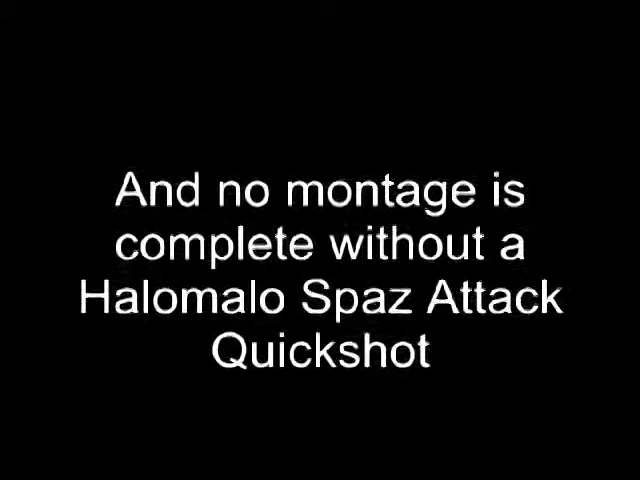 And no montage is
complete without a
Halomalo Spaz Attack
Quickshot